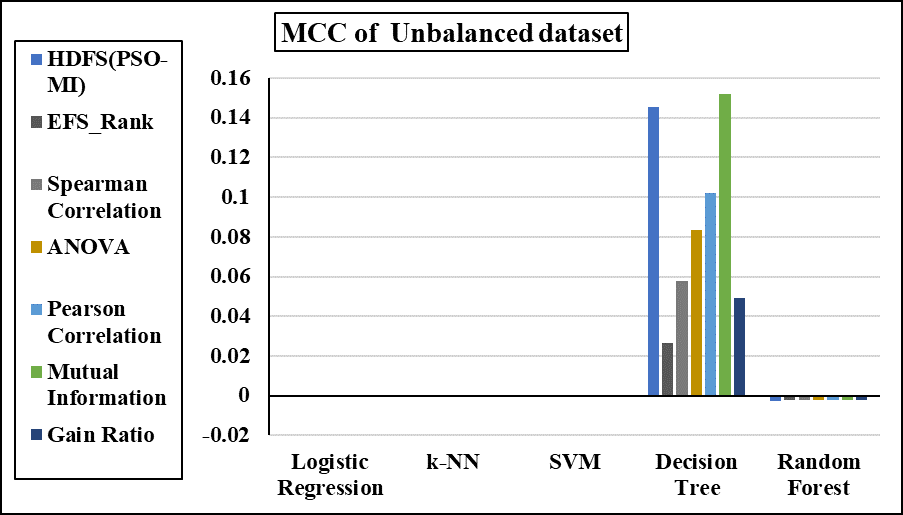 MCC of Unbalanced dataset
HDFS(PSO-
MI)
EFS_Rank
Spearman
Correlation
ANOVA
Pearson
Correlation
Mutual
Information
Gain Ratio
0.16
0.14
0.12
0.1
0.08
0.06
0.04
0.02
0
-0.02
Logistic
Regression
k-NN
SVM
Decision
Tree
Random
Forest